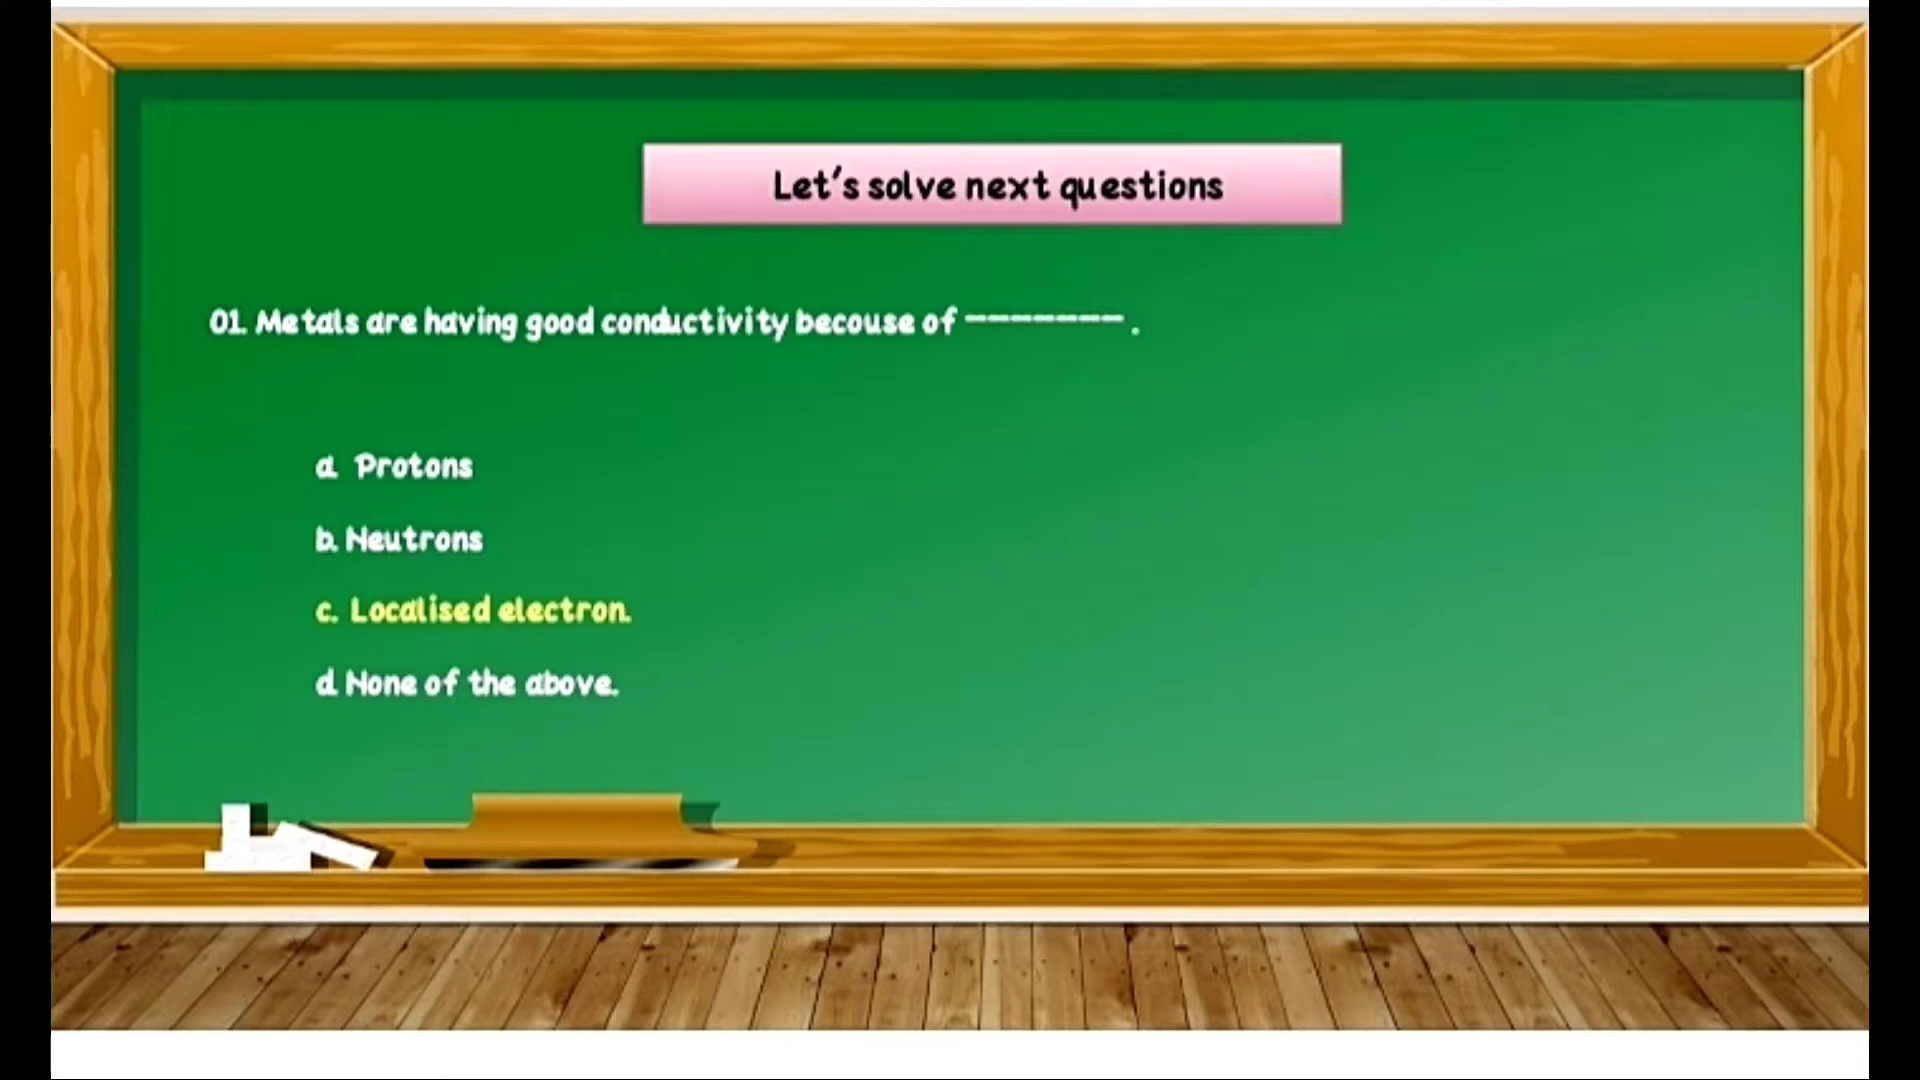 Let's solve next questions
01. Metals are having good conductivity becouse of -------- .
a. Protons
b. Neutrons
c. Localised electron.
d. None of the above.